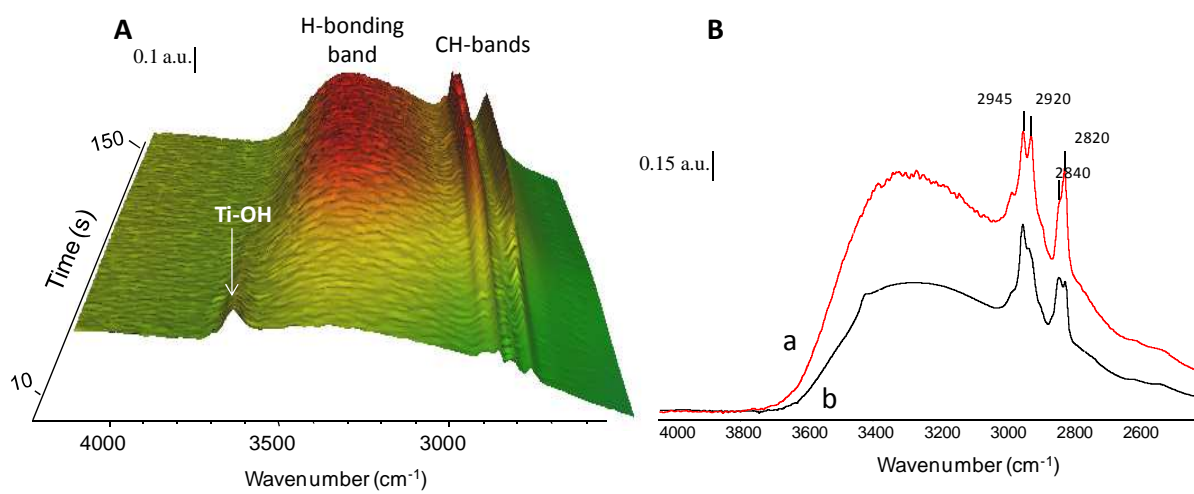 A
H-bonding
band
CH-bands
0.1 a.u.
150
Time (s)
Ti-OH
10
4000 3500 3000
Wavenumber (cm-1)
B
2945 2920
2820
2840
0.15 a.u.
a
b
4000 3800 3600 3400 3200 3000 2800 2600
Wavenumber (cm-1)